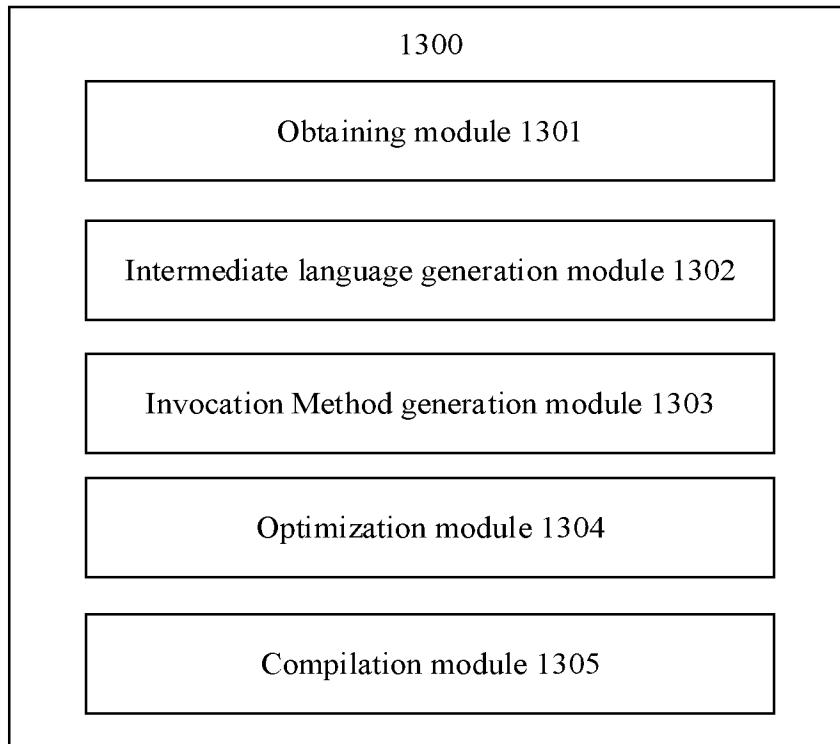 1300
Obtaining module 1301
Intermediate language generation module 1302
Invocation Method generation module 1303
Optimization module 1304
Compilation module 1305